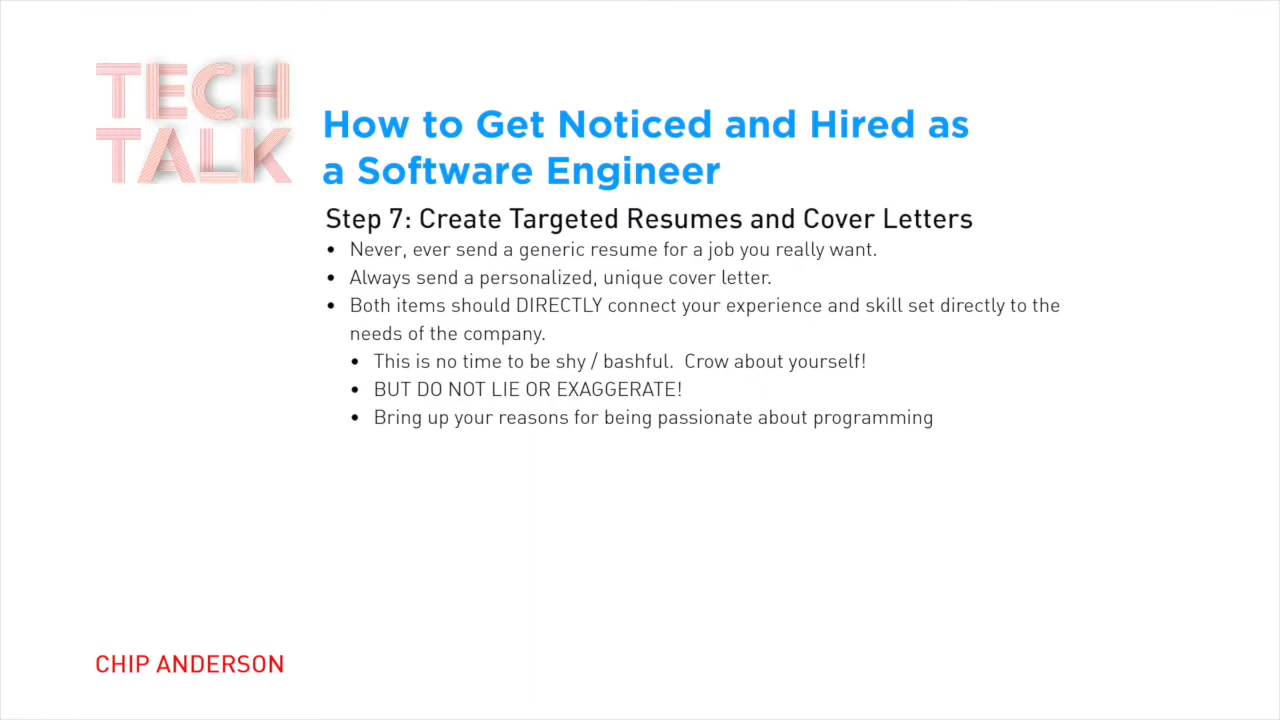 TECH
TALK
How to Get Noticed and Hired as
a Software Engineer
Step 7: Create Targeted Resumes and Cover Letters
• Never, ever send a generic resume for a job you really want.
• Always send a personalized, unique cover letter.
• Both items should DIRECTLY connect your experience and skill set directly to the
needs of the company.
• This is no time to be shy / bashful.  Crow about yourself!
• BUT DO NOT LIE OR EXAGGERATE!
• Bring up your reasons for being passionate about programming
CHIP ANDERSON